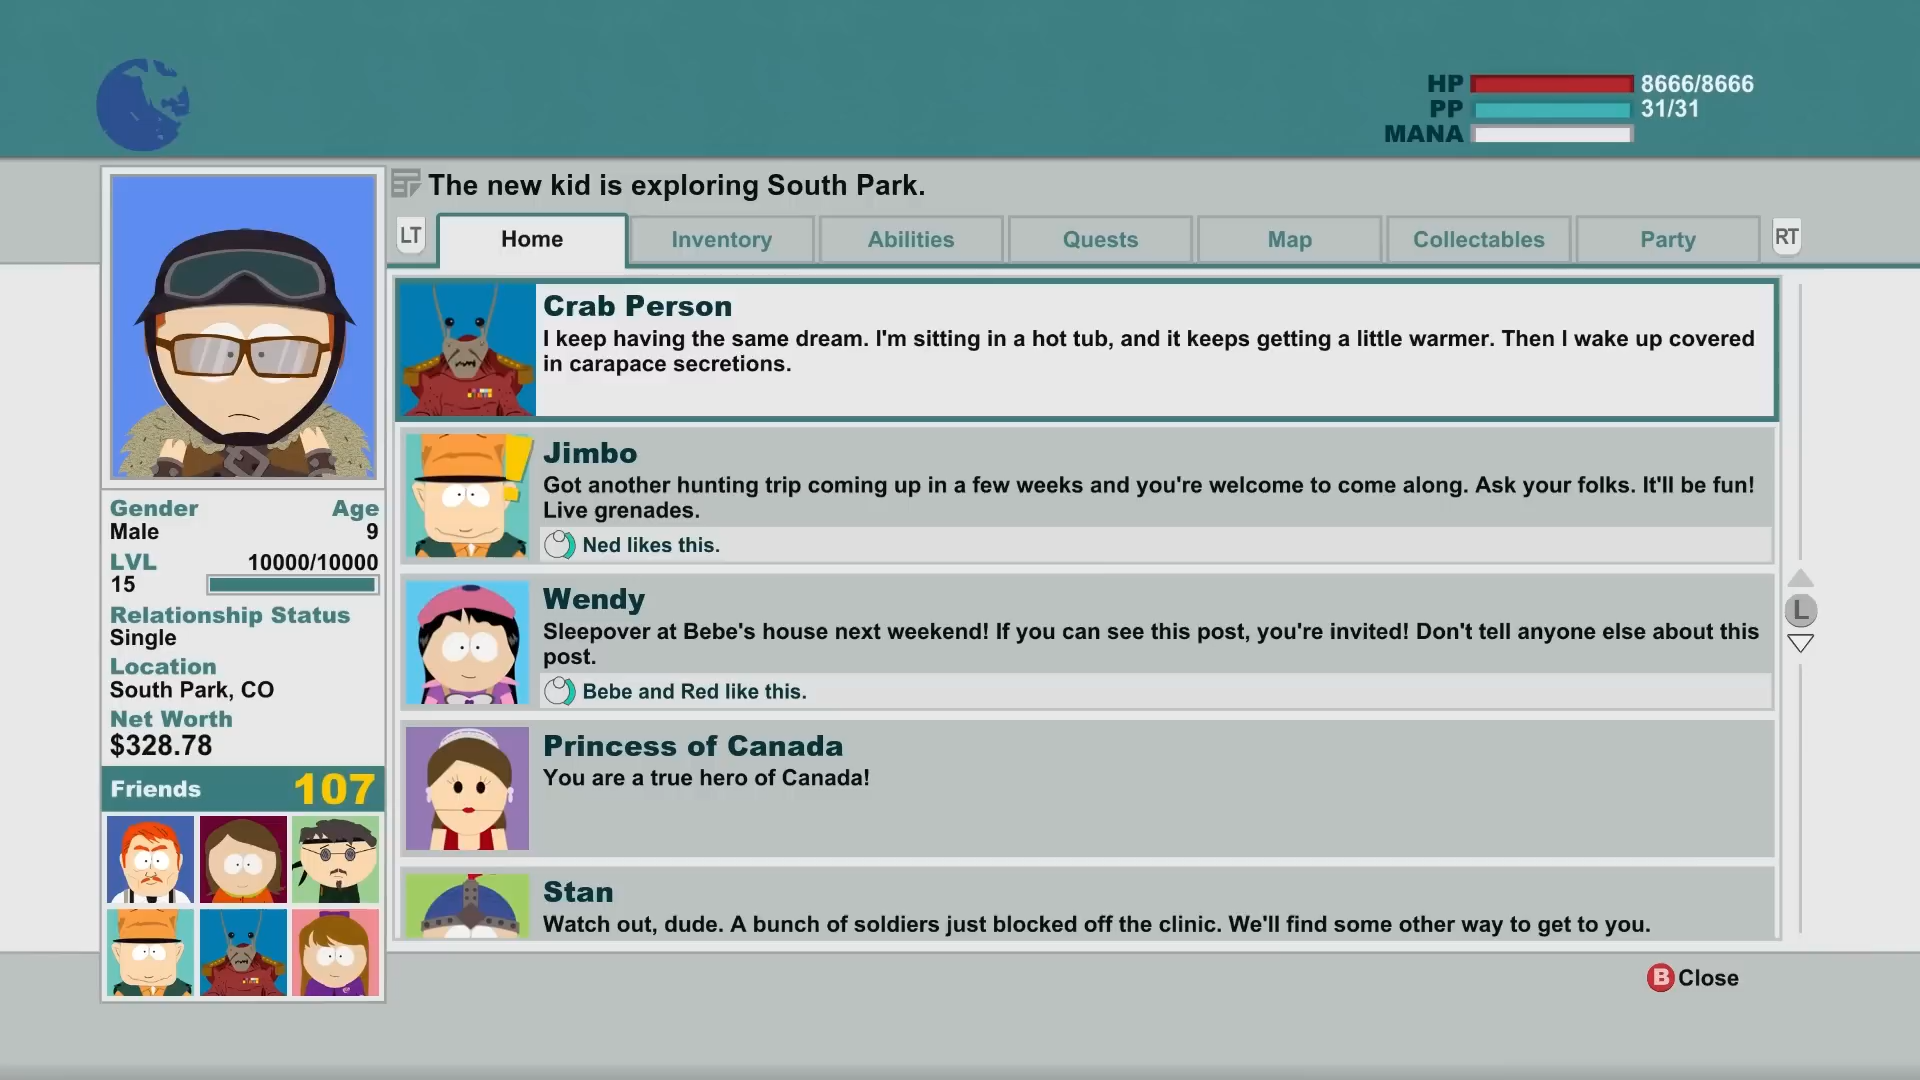 HP 8666/8666
PP 31/31
MANA
The new kid is exploring South Park.
LT Home Inventory Abilities Quests Map Collectables Party RT
Gender Age
Male 9
LVL 10000/10000
15
Relationship Status
Single
Location
South Park, CO
Net Worth
$328.78
Friends 107
Crab Person
I keep having the same dream. I'm sitting in a hot tub, and it keeps getting a little warmer. Then I wake up covered
in carapace secretions.
Jimbo
Got another hunting trip coming up in a few weeks and you're welcome to come along. Ask your folks. It'll be fun!
Live grenades.
Ned likes this.
Wendy
Sleepover at Bebe's house next weekend! If you can see this post, you're invited! Don't tell anyone else about this
post.
Bebe and Red like this.
Princess of Canada
You are a true hero of Canada!
Stan
Watch out, dude. A bunch of soldiers just blocked off the clinic. We'll find some other way to get to you.
L
B Close